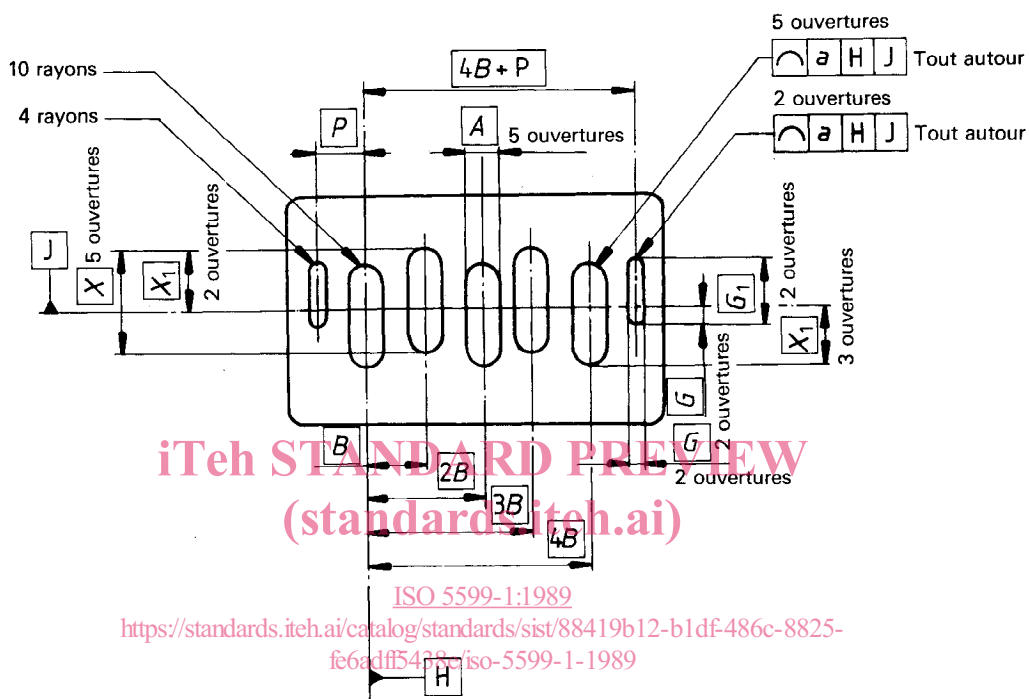 5 ouvertures
⌒ a H J Tout autour
2 ouvertures
⌒ a H J Tout autour
10 rayons
4 rayons
4B + P
P
A
5 ouvertures
J
X
5 ouvertures
X₁
2 ouvertures
G₁
2 ouvertures
X₁
3 ouvertures
G
2 ouvertures
G
2 ouvertures
B
2B
3B
4B
H
iTeh STANDARD PREVIEW
(standards.iteh.ai)
ISO 5599-1:1989
https://standards.iteh.ai/catalog/standards/sist/88419b12-b1df-486c-8825-
fe6adff5438e/iso-5599-1-1989